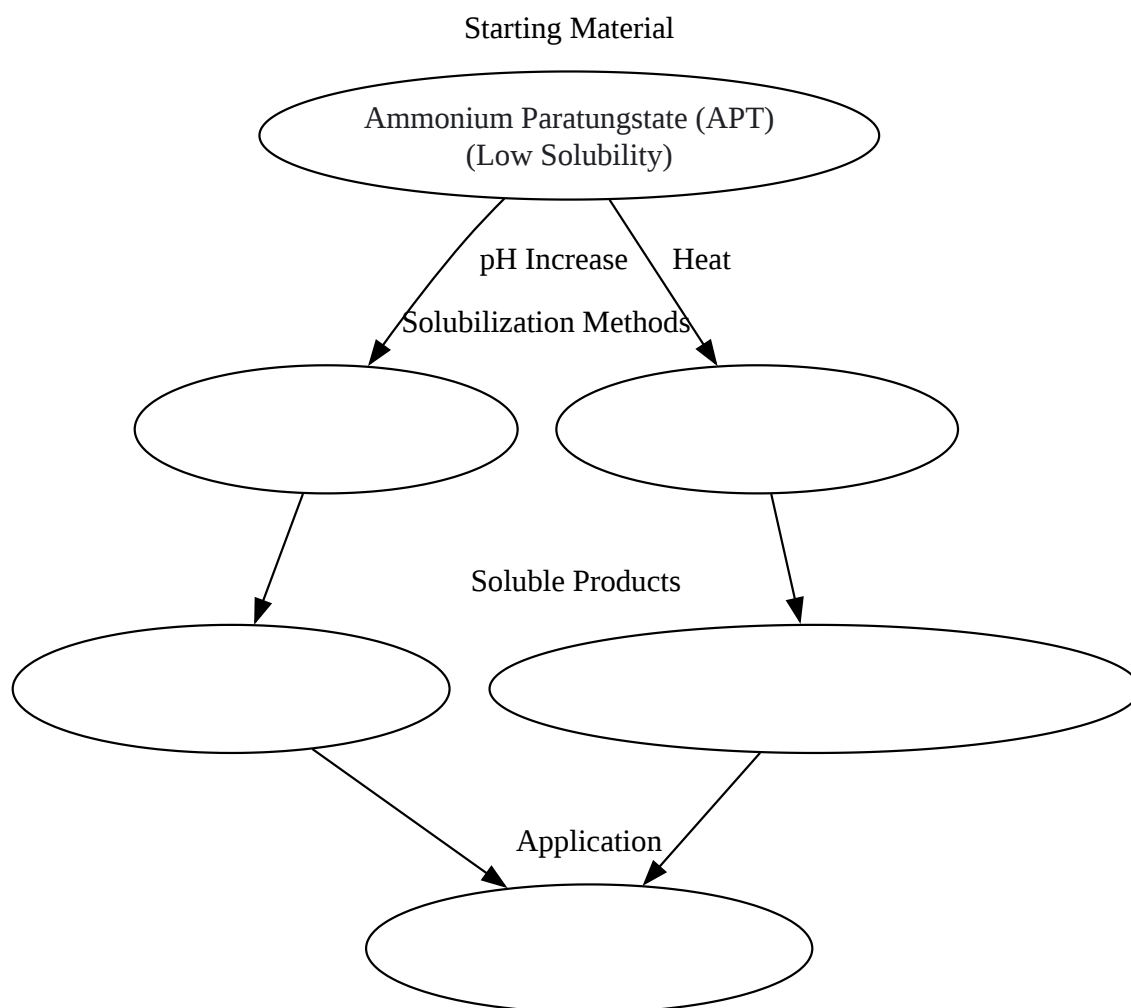 Starting Material
Ammonium Paratungstate (APT)
(Low Solubility)
pH Increase
Heat
Solubilization Methods
Soluble Products
Application